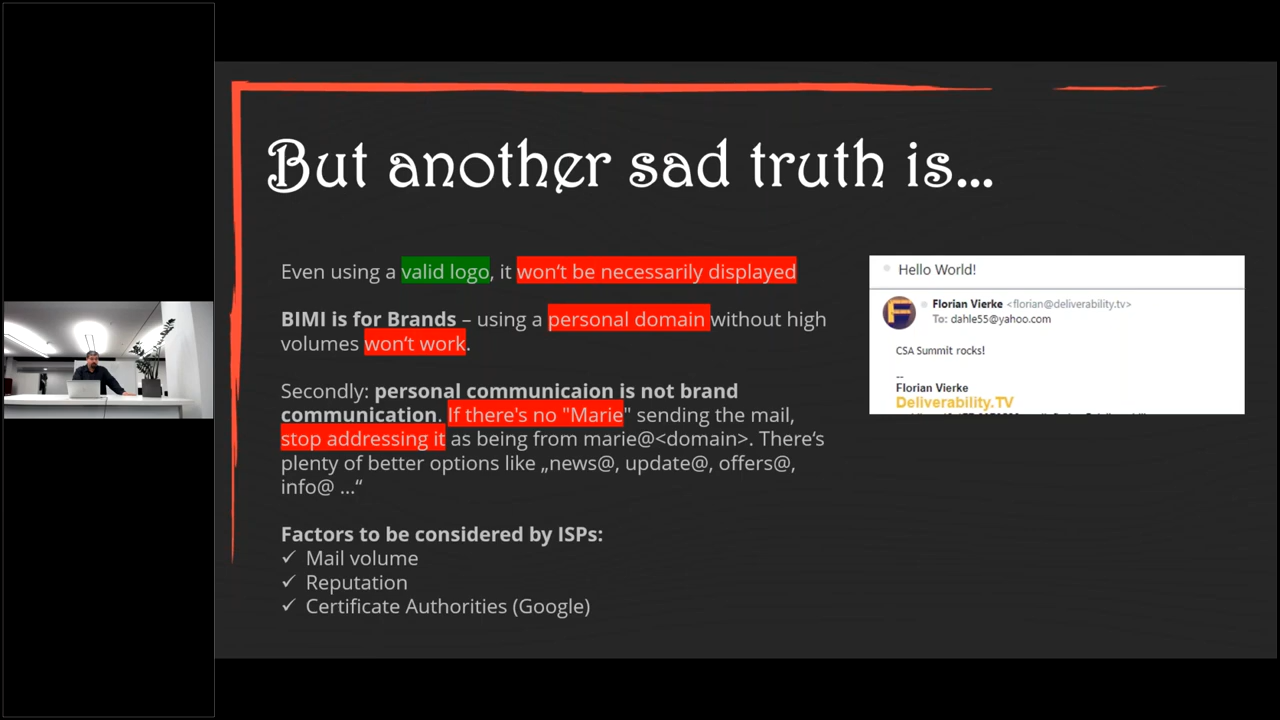 But another sad truth is...
Even using a valid logo, it won't be necessarily displayed
BIMI is for Brands – using a personal domain without high
volumes won't work.
Secondly: personal communicaion is not brand
communication. If there's no "Marie" sending the mail,
stop addressing it as being from marie@<domain>. There's
plenty of better options like „news@, update@, offers@,
info@ ...“
Factors to be considered by ISPs:
✓ Mail volume
✓ Reputation
✓ Certificate Authorities (Google)
Hello World!
Florian Vierke <florian@deliverability.tv>
To: dahle55@yahoo.com
CSA Summit rocks!
--
Florian Vierke
Deliverability.TV